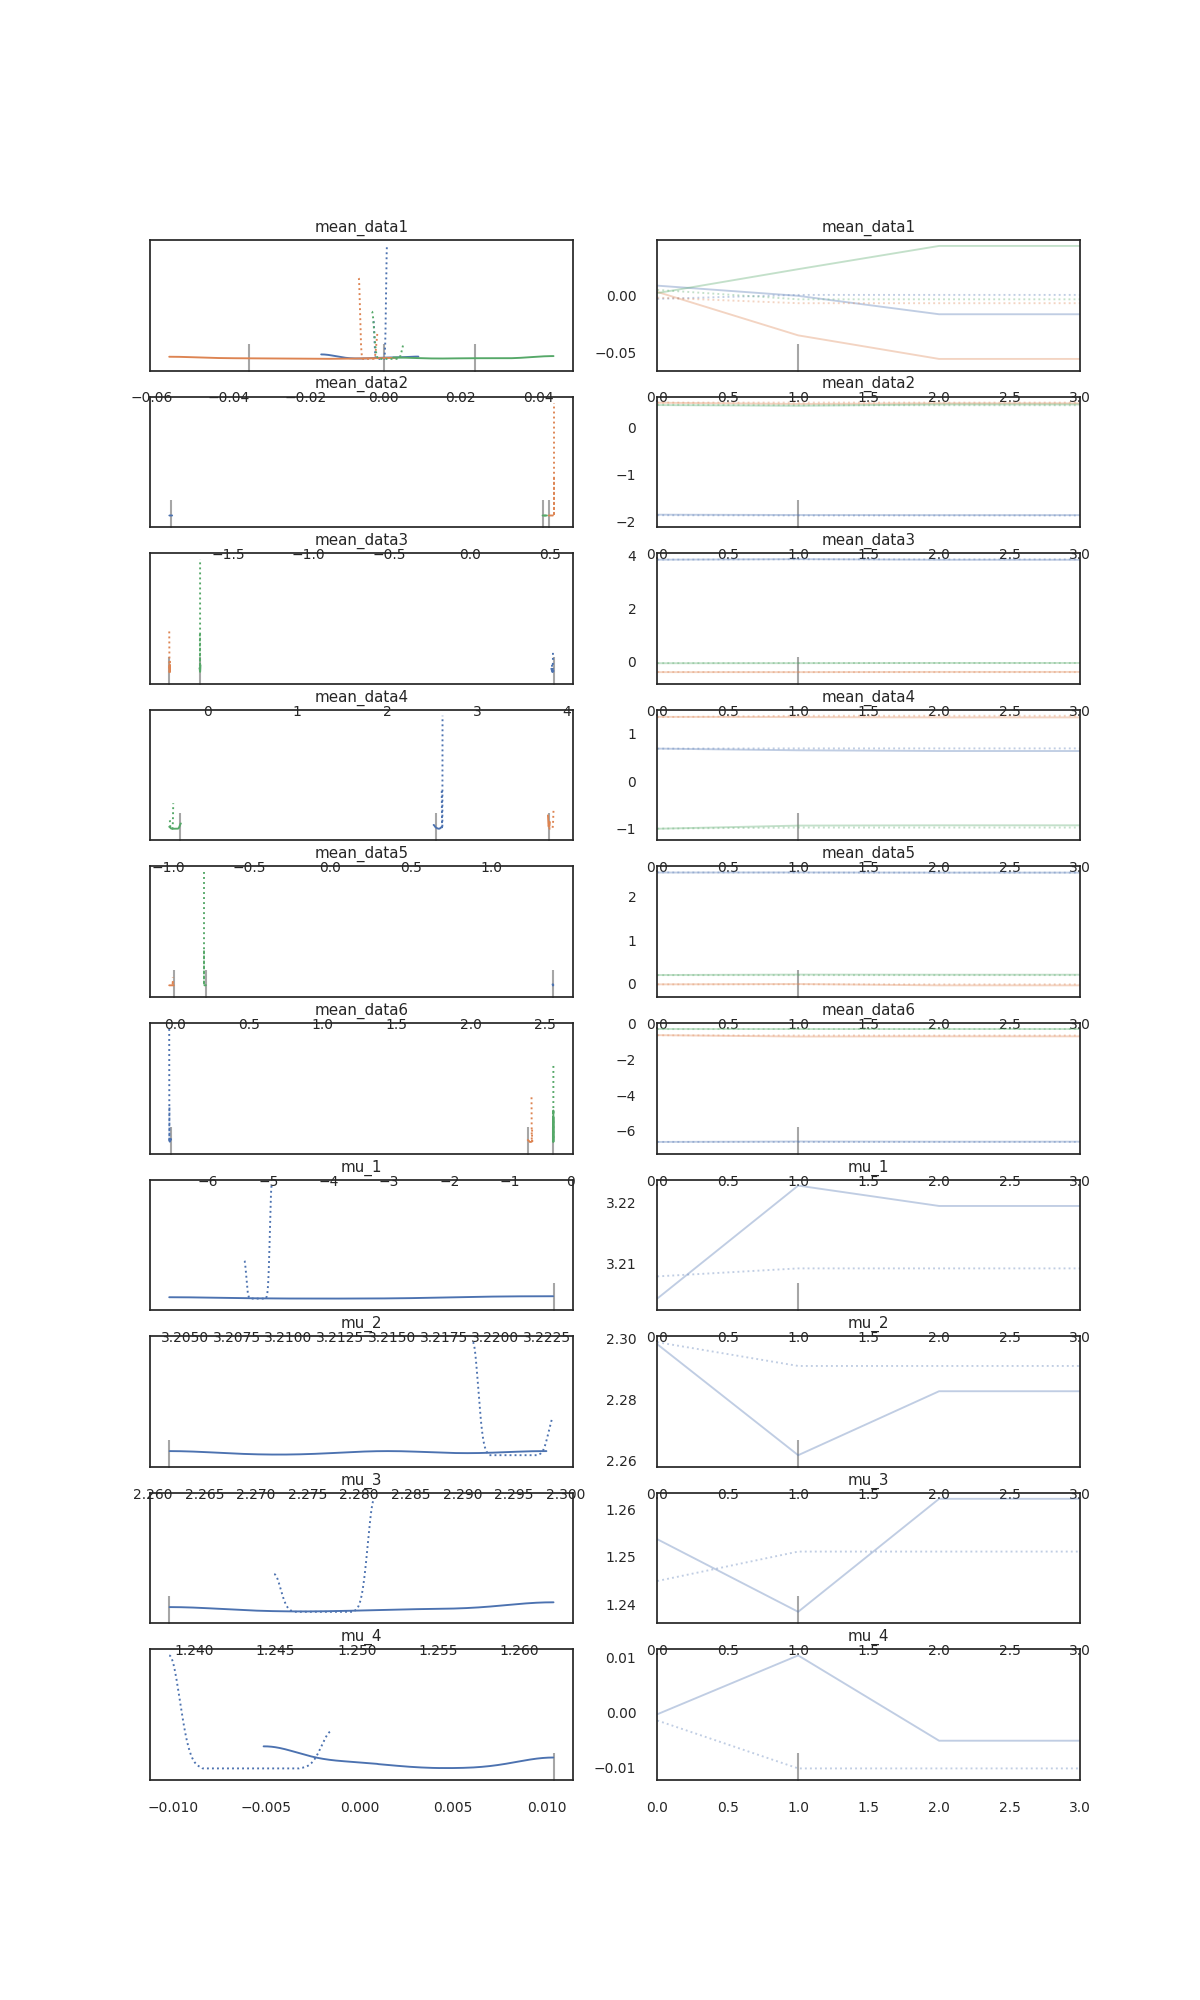 mean_data1 mean_data1
0.00
−0.05
mean_data2 mean_data2
−0.06 −0.04 −0.02 0.00 0.02 0.04 0.0 0.5 1.0 1.5 2.0 2.5 3.0
0
−1
−2
mean_data3 mean_data3
−1.5 −1.0 −0.5 0.0 0.5 0.0 0.5 1.0 1.5 2.0 2.5 3.0
4
2
0
mean_data4 mean_data4
0 1 2 3 4 0.0 0.5 1.0 1.5 2.0 2.5 3.0
1
0
−1
mean_data5 mean_data5
−1.0 −0.5 0.0 0.5 1.0 0.0 0.5 1.0 1.5 2.0 2.5 3.0
2
1
0
mean_data6 mean_data6
0.0 0.5 1.0 1.5 2.0 2.5 0 0.0 0.5 1.0 1.5 2.0 2.5 3.0
−2
−4
−6
mu_1 mu_1
−6 −5 −4 −3 −2 −1 0 0.0 0.5 1.0 1.5 2.0 2.5 3.0
3.22
3.21
mu_2 mu_2
3.2050 3.2075 3.2100 3.2125 3.2150 3.2175 3.2200 3.2225 2.30 0.0 0.5 1.0 1.5 2.0 2.5 3.0
2.28
2.26
mu_3 mu_3
2.260 2.265 2.270 2.275 2.280 2.285 2.290 2.295 2.300 0.0 0.5 1.0 1.5 2.0 2.5 3.0
1.26
1.25
1.24
mu_4 mu_4
1.240 1.245 1.250 1.255 1.260 0.0 0.5 1.0 1.5 2.0 2.5 3.0
0.01
0.00
−0.01
−0.010 −0.005 0.000 0.005 0.010 0.0 0.5 1.0 1.5 2.0 2.5 3.0